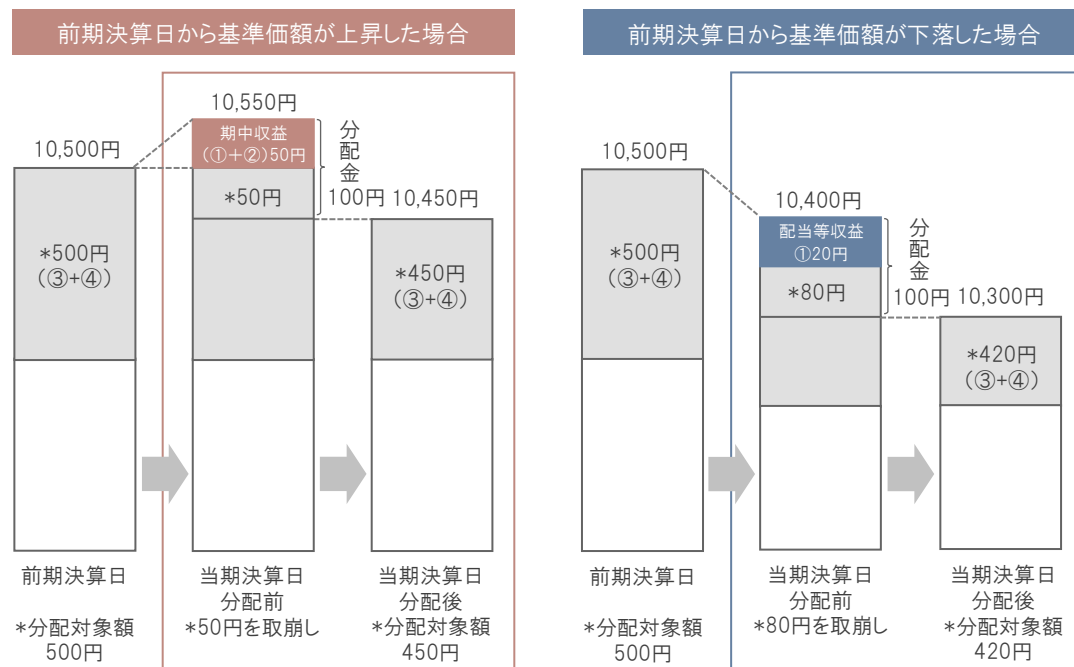 前期決算日から基準価額が上昇した場合
10,550円
期中収益
(①+②)50円
分配金
10,500円
*50円
100円
10,450円
*500円
(③+④)
*450円
(③+④)
前期決算日
当期決算日
分配前
当期決算日
分配後
*分配対象額
500円
*50円を取崩し
*分配対象額
450円
前期決算日から基準価額が下落した場合
10,500円
10,400円
配当等収益
①20円
分配金
*500円
(③+④)
*80円
100円
10,300円
*420円
(③+④)
前期決算日
当期決算日
分配前
当期決算日
分配後
*分配対象額
500円
*80円を取崩し
*分配対象額
420円